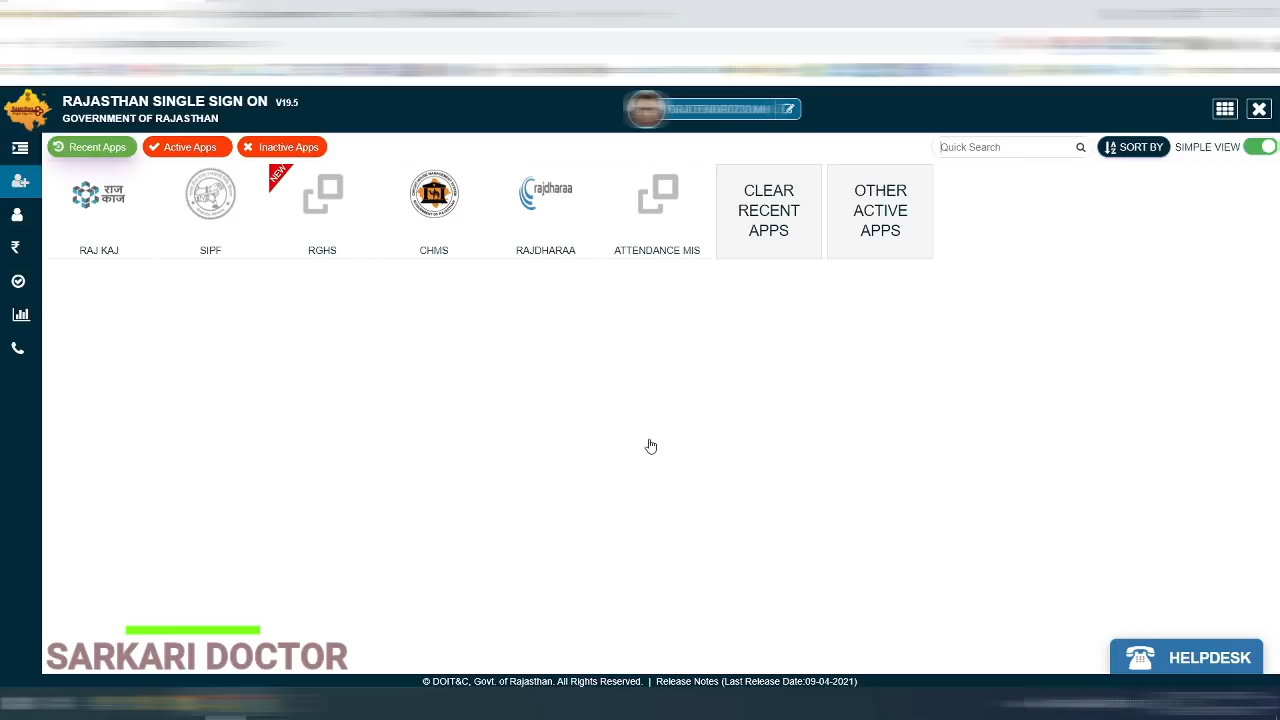 RAJASTHAN SINGLE SIGN ON V19.5
GOVERNMENT OF RAJASTHAN
Recent Apps
Active Apps
Inactive Apps
Quick Search
SORT BY
SIMPLE VIEW
NEW
राज
काज
rajdharaa
RAJ KAJ
SIPF
RGHS
CHMS
RAJDHARAA
ATTENDANCE MIS
CLEAR
RECENT
APPS
OTHER
ACTIVE
APPS
SARKARI DOCTOR
HELPDESK
© DOIT&C, Govt. of Rajasthan. All Rights Reserved. | Release Notes (Last Release Date:09-04-2021)